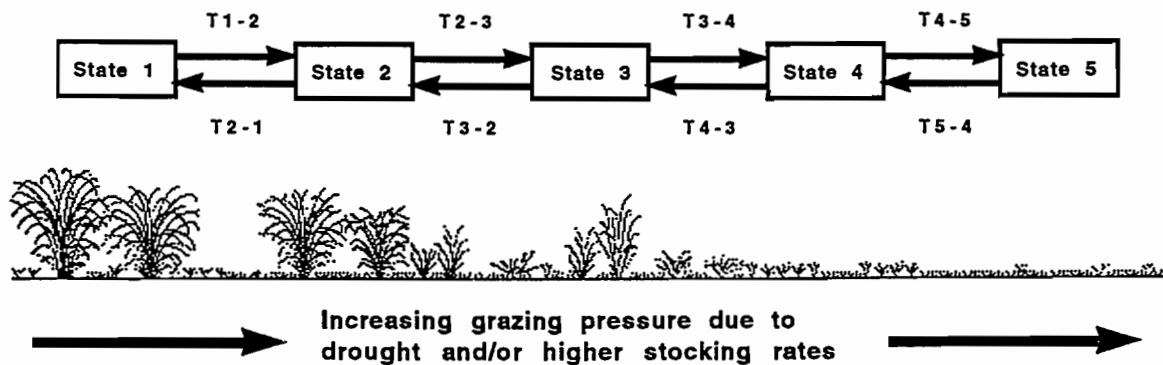 T1-2 T2-3 T3-4 T4-5
State 1 State 2 State 3 State 4 State 5
T2-1 T3-2 T4-3 T5-4
Increasing grazing pressure due to
drought and/or higher stocking rates